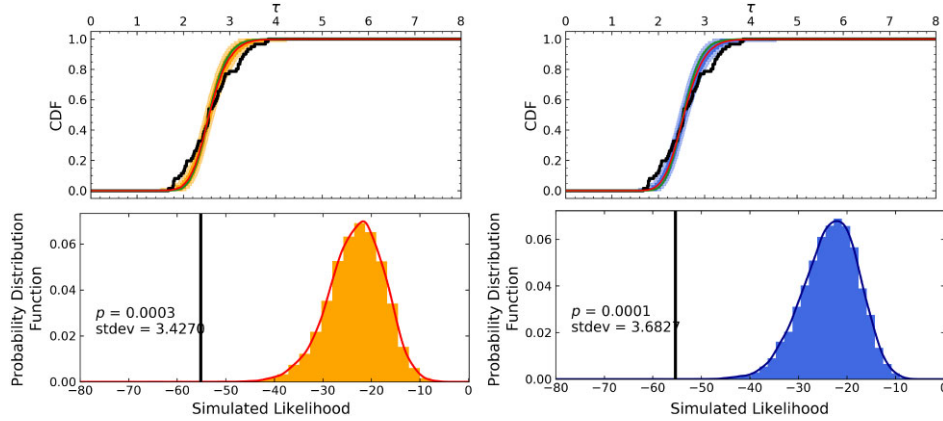 τ
0 1 2 3 4 5 6 7 8
1.0
0.8
0.6
0.4
0.2
0.0
CDF
0.06
0.04
0.02
0.00
Probability Distribution
Function
p = 0.0003
stdev = 3.4270
−80 −70 −60 −50 −40 −30 −20 −10 0
Simulated Likelihood
τ
0 1 2 3 4 5 6 7 8
1.0
0.8
0.6
0.4
0.2
0.0
CDF
0.06
0.04
0.02
0.00
Probability Distribution
Function
p = 0.0001
stdev = 3.6827
−80 −70 −60 −50 −40 −30 −20 −10 0
Simulated Likelihood